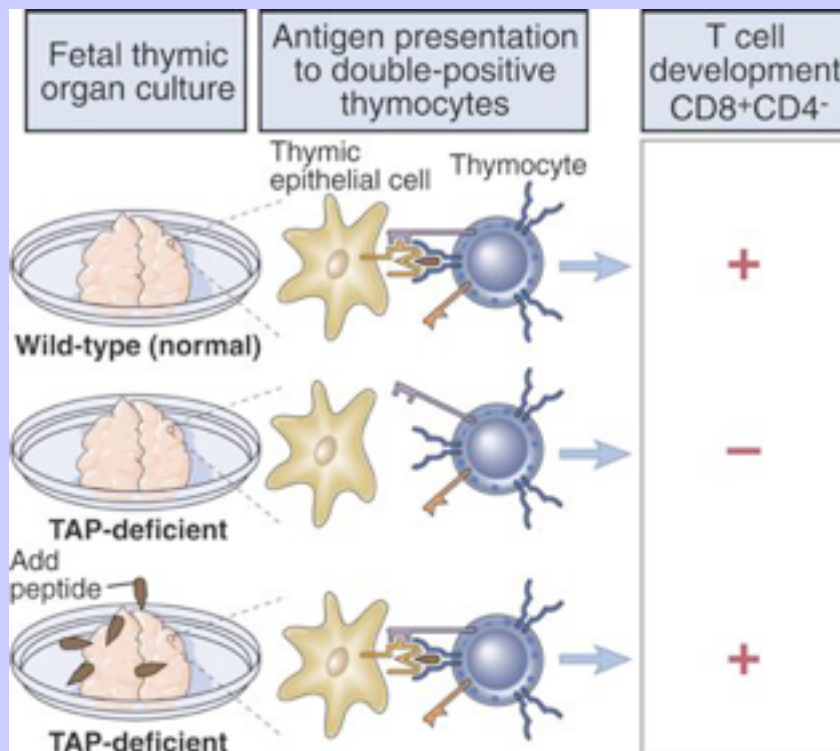 Fetal thymic
organ culture
Antigen presentation
to double-positive
thymocytes
T cell
development
CD8⁺CD4⁻
Thymic
epithelial cell
Thymocyte
+
Wild-type (normal)
−
TAP-deficient
Add
peptide
+
TAP-deficient